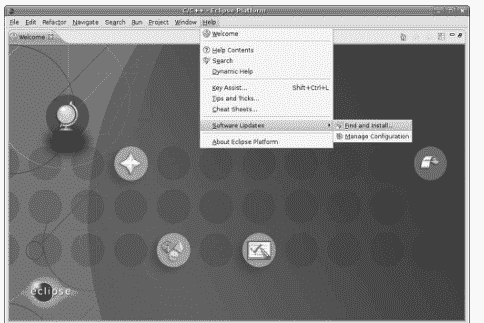 C/C++ - Eclipse Platform
File Edit Refactor Navigate Search Run Project Window Help
Welcome
Welcome
Help Contents
Search
Dynamic Help
Key Assist... Shift+Ctrl+L
Tips and Tricks...
Cheat Sheets...
Software Updates
Find and Install...
Manage Configuration
About Eclipse Platform
eclipse